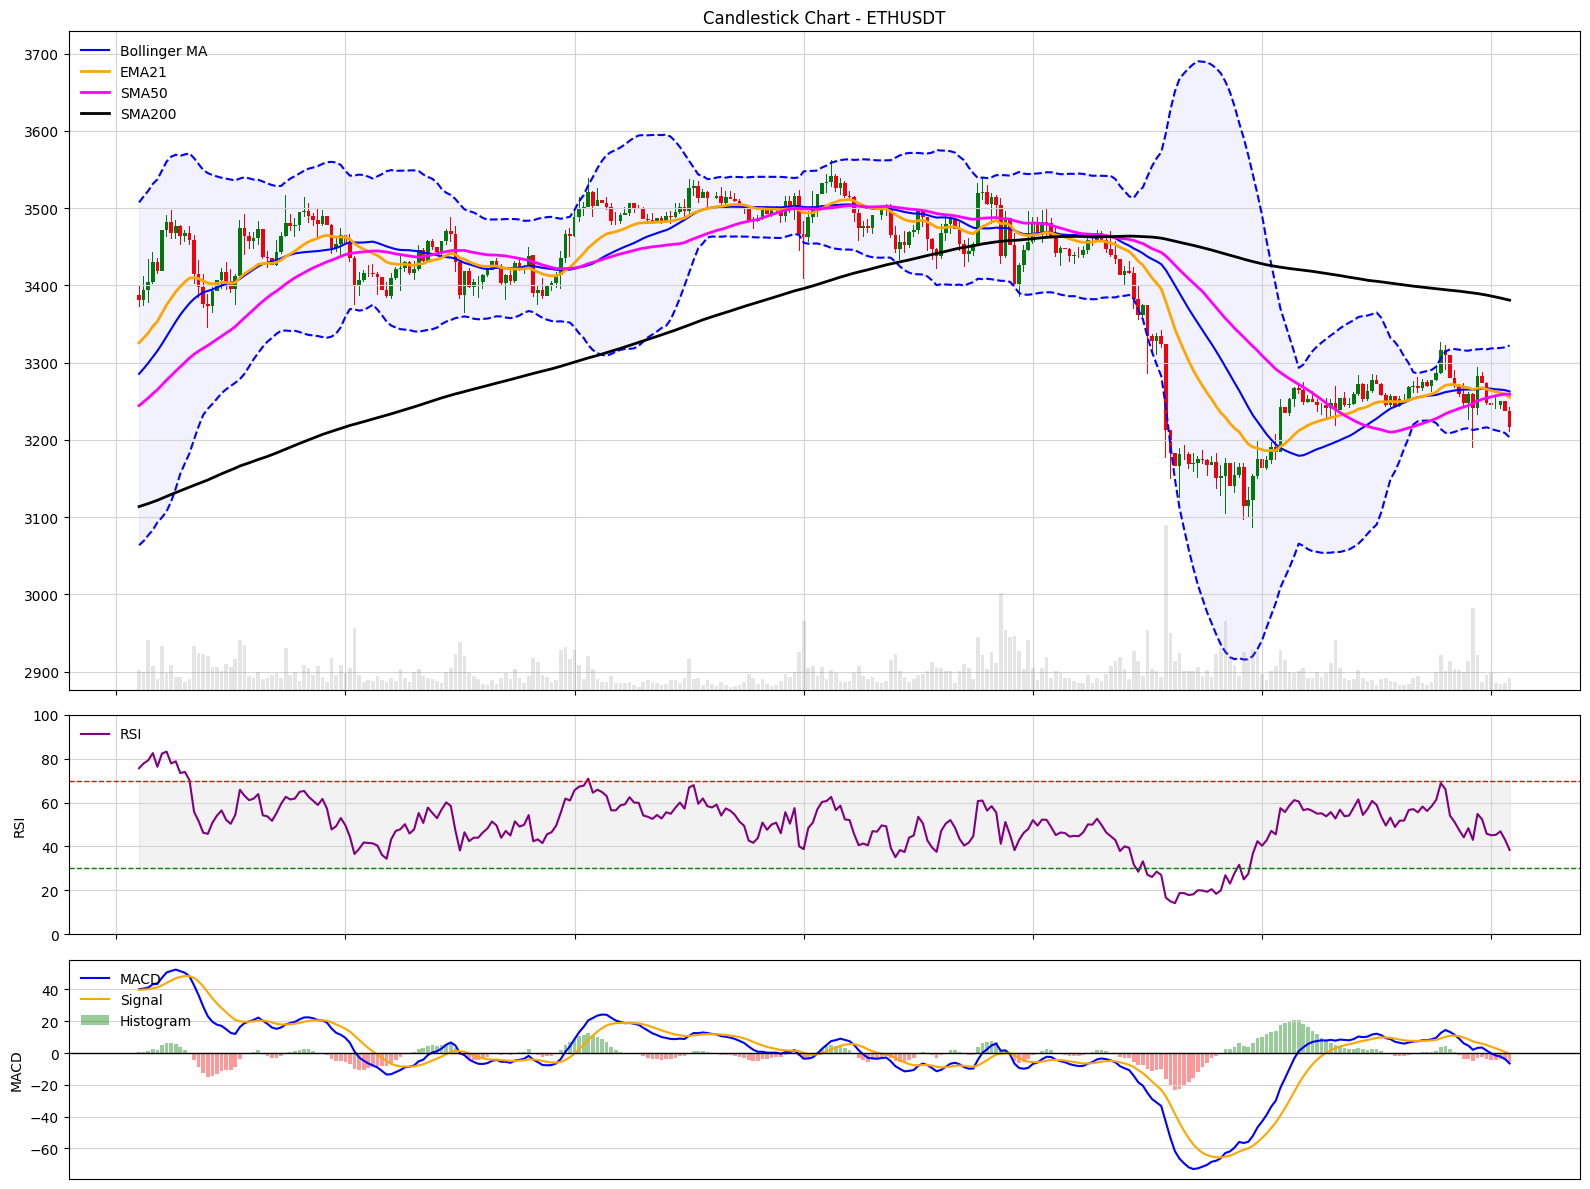 Candlestick Chart - ETHUSDT
3700
3600
3500
3400
3300
3200
3100
3000
2900
Bollinger MA
EMA21
SMA50
SMA200
RSI
100
80
60
40
20
0
RSI
MACD
40
20
0
−20
−40
−60
MACD
Signal
Histogram